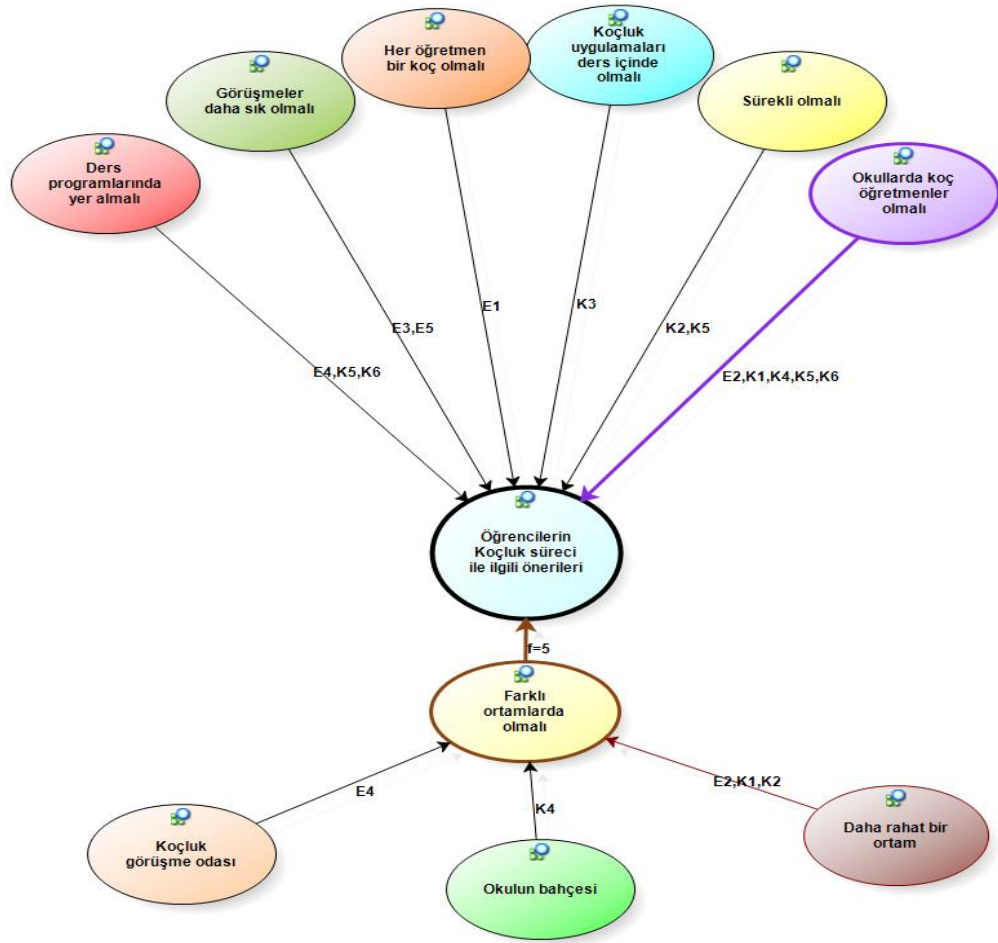 Ders
programlarında
yer almalı
Görüşmeler
daha sık olmalı
Her öğretmen
bir koç olmalı
Koçluk
uygulamaları
ders içinde
olmalı
Sürekli olmalı
Okullarda koç
öğretmenler
olmalı
E4,K5,K6
E3,E5
E1
K3
K2,K5
E2,K1,K4,K5,K6
Öğrencilerin
Koçluk süreci
ile ilgili önerileri
f=5
Farklı
ortamlarda
olmalı
E4
K4
E2,K1,K2
Koçluk
görüşme odası
Okulun bahçesi
Daha rahat bir
ortam